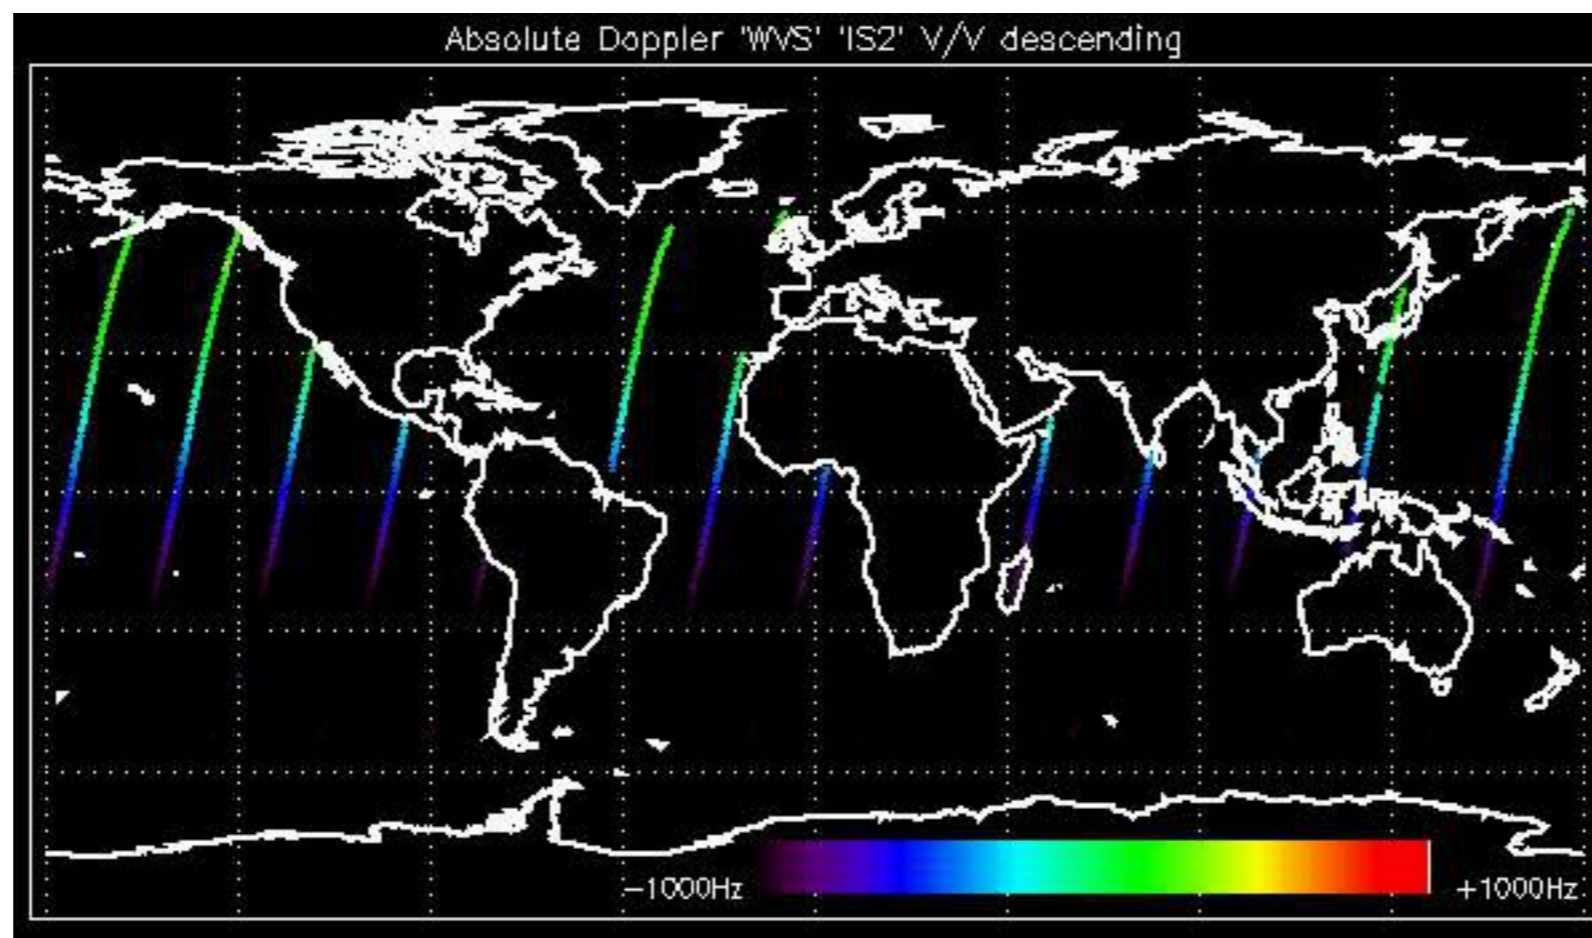 Absolute Doppler 'WVS' 'IS2' V/V descending
−1000Hz
+1000Hz